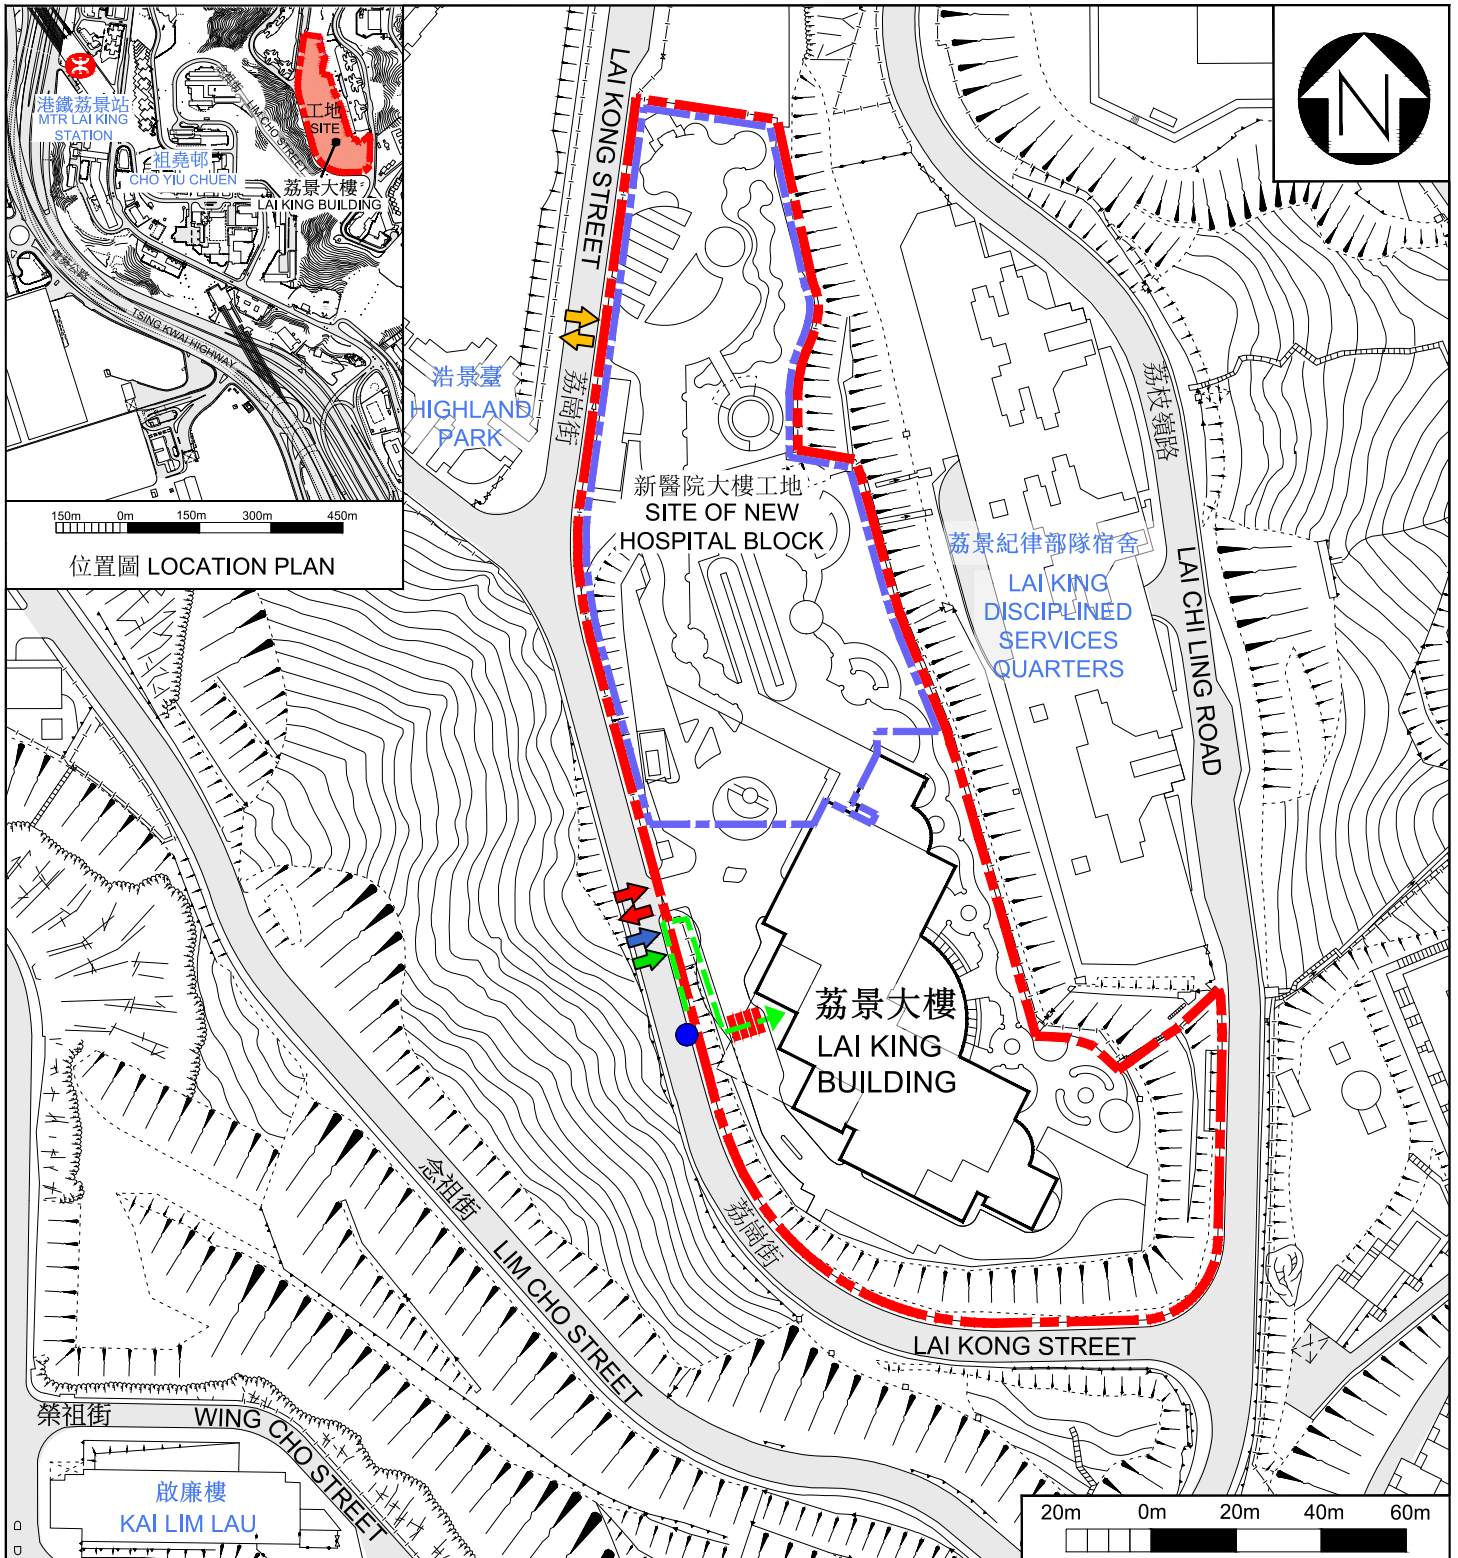 港鐵荔景站
MTR LAI KING
STATION
祖堯邨
CHO YIU CHUEN
LIM CHO STREET
工地
SITE
荔景大樓
LAI KING BUILDING
青葵公路
TSING KWAI HIGHWAY
150m 0m 150m 300m 450m
位置圖 LOCATION PLAN
N
LAI KONG STREET
荔崗街
浩景臺
HIGHLAND
PARK
新醫院大樓工地
SITE OF NEW
HOSPITAL BLOCK
荔枝嶺路
LAI CHI LING ROAD
荔景紀律部隊宿舍
LAI KING
DISCIPLINED
SERVICES
QUARTERS
荔景大樓
LAI KING
BUILDING
荔崗街
LAI KONG STREET
念祖街
LIM CHO STREET
榮祖街
WING CHO STREET
啟廉樓
KAI LIM LAU
20m 0m 20m 40m 60m